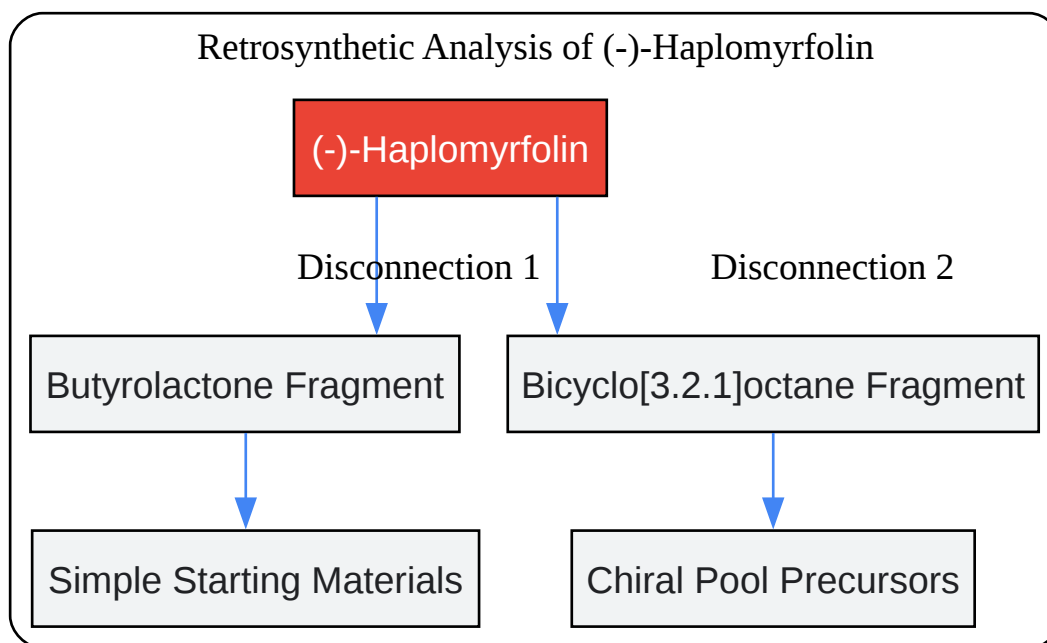 Retrosynthetic Analysis of (-)-Haplomyrfolin
(-)-Haplomyrfolin
Disconnection 1
Disconnection 2
Butyrolactone Fragment
Bicyclo[3.2.1]octane Fragment
Simple Starting Materials
Chiral Pool Precursors